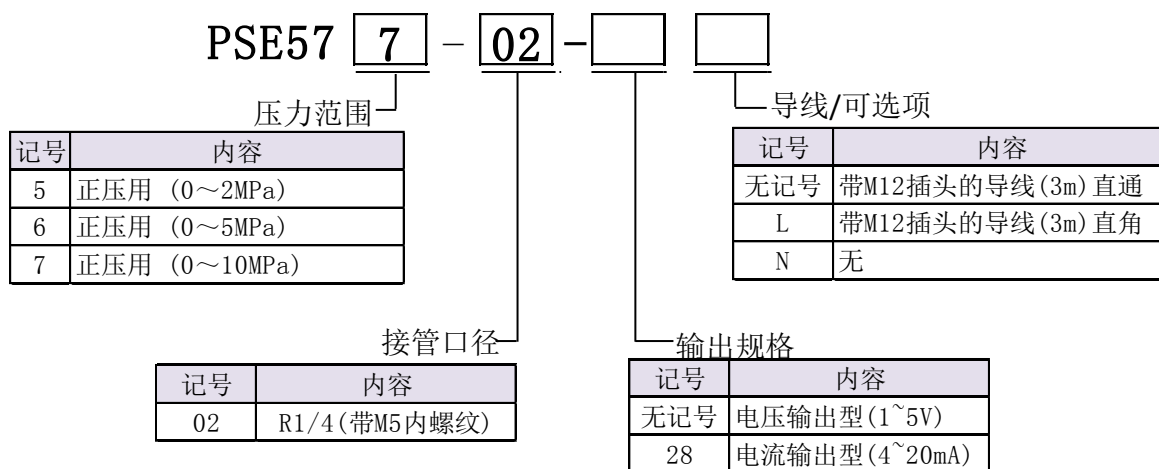 PSE57 7 - 02 -
压力范围
记号 内容
5 正压用 (0～2MPa)
6 正压用 (0～5MPa)
7 正压用 (0～10MPa)
导线/可选项
记号 内容
无记号 带M12插头的导线(3m)直通
L 带M12插头的导线(3m)直角
N 无
接管口径
记号 内容
02 R1/4(带M5内螺纹)
输出规格
记号 内容
无记号 电压输出型(1~5V)
28 电流输出型(4~20mA)